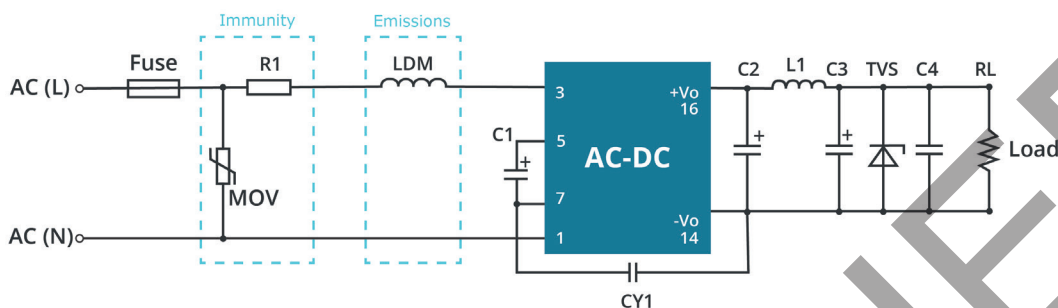 Immunity
Emissions
Fuse
R1
LDM
AC (L)
3
+Vo
16
C2
L1
C3
TVS
C4
RL
C1
+
5
AC-DC
+
+
Load
MOV
7
AC (N)
1
-Vo
14
CY1